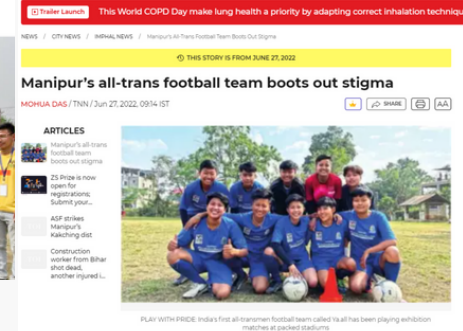 Trailer Launch
This World COPD Day make lung health a priority by adapting correct inhalation techniqu
NEWS / CITY NEWS / IMPHAL NEWS / Manipur's All-Trans Football Team Boots Out Stigma
THIS STORY IS FROM JUNE 27, 2022
Manipur's all-trans football team boots out stigma
MOHUA DAS / TNN / Jun 27, 2022, 09:14 IST
SHARE
AA
ARTICLES
Manipur's all-trans
football team
boots out stigma
ZS Prize is now
open for
registrations;
Submit your...
ASF strikes
Manipur's
Kakching dist
Construction
worker from Bihar
shot dead,
another injured i...
PLAY WITH PRIDE: India's first all-transmen football team called Ya.all has been playing exhibition
matches at packed stadiums